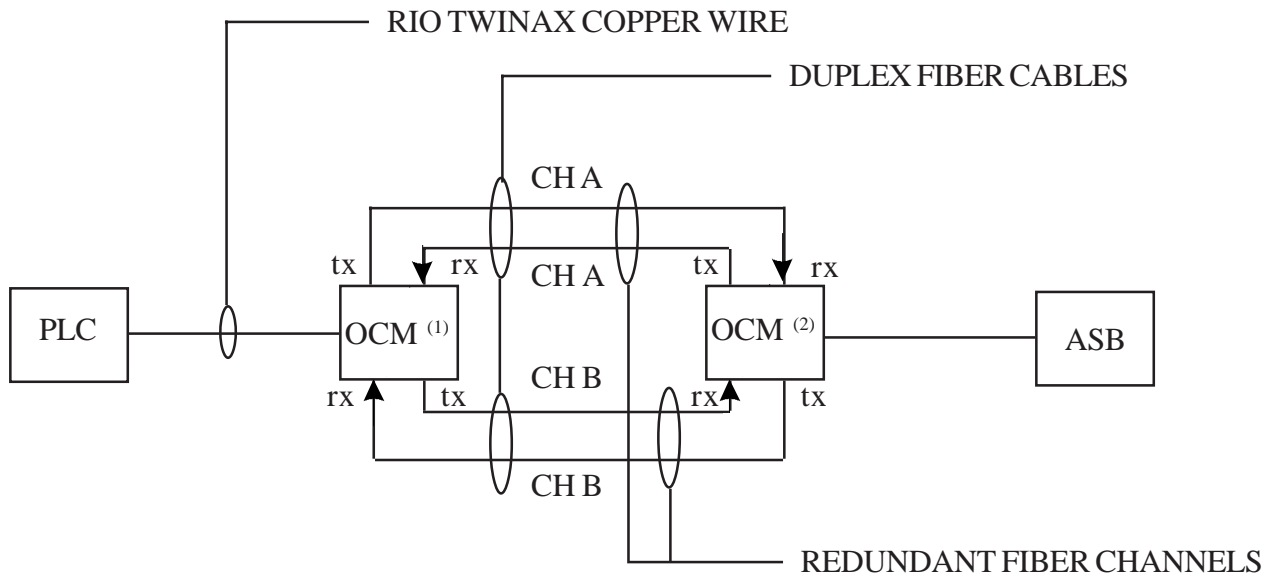 RIO TWINAX COPPER WIRE
DUPLEX FIBER CABLES
CH A
tx
rx
CH A
tx
rx
PLC
OCM (1)
OCM (2)
ASB
rx
tx
CH B
rx
tx
CH B
REDUNDANT FIBER CHANNELS